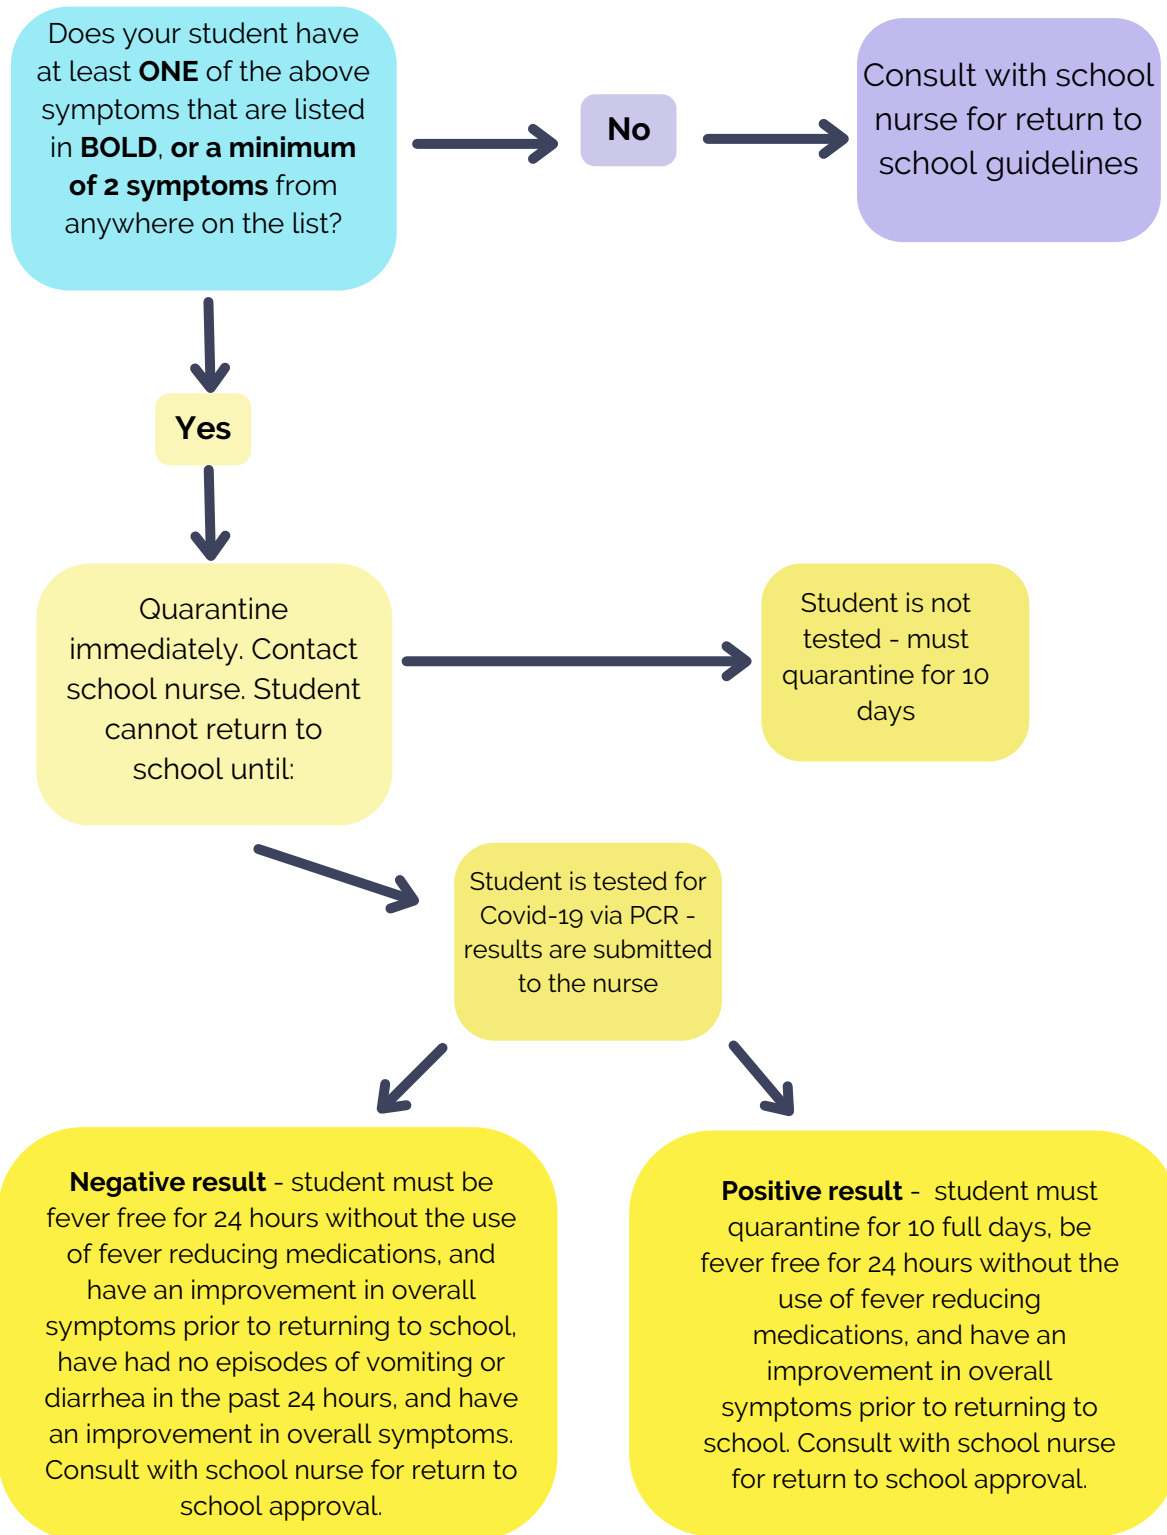 Does your student have
at least ONE of the above
symptoms that are listed
in BOLD, or a minimum
of 2 symptoms from
anywhere on the list?
No
Consult with school
nurse for return to
school guidelines
Yes
Quarantine
immediately. Contact
school nurse. Student
cannot return to
school until:
Student is not
tested - must
quarantine for 10
days
Student is tested for
Covid-19 via PCR -
results are submitted
to the nurse
Negative result - student must be
fever free for 24 hours without the use
of fever reducing medications, and
have an improvement in overall
symptoms prior to returning to school,
have had no episodes of vomiting or
diarrhea in the past 24 hours, and have
an improvement in overall symptoms.
Consult with school nurse for return to
school approval.
Positive result -  student must
quarantine for 10 full days, be
fever free for 24 hours without the
use of fever reducing
medications, and have an
improvement in overall
symptoms prior to returning to
school. Consult with school nurse
for return to school approval.